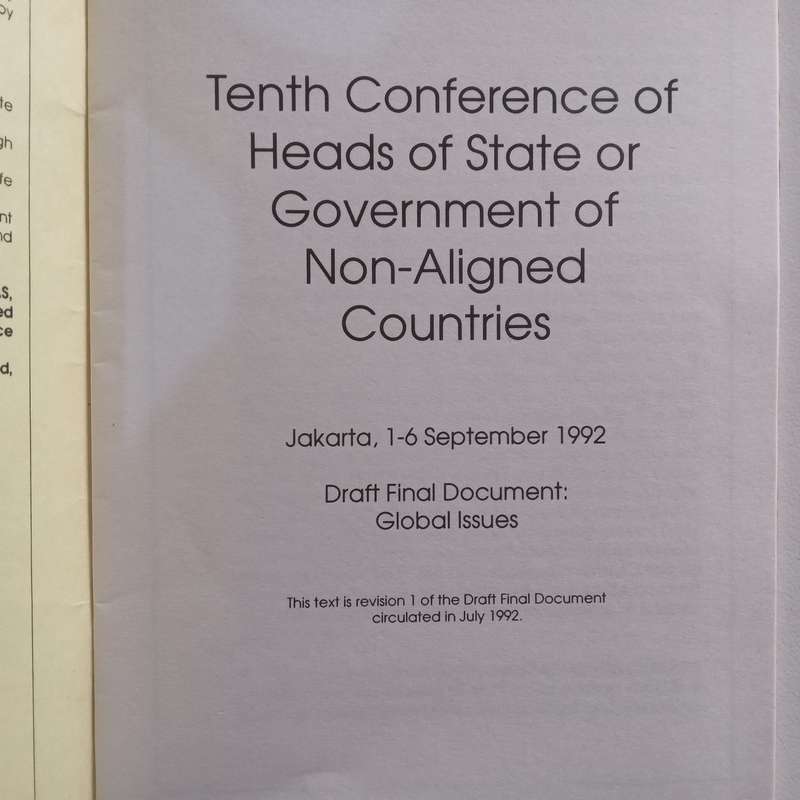 Tenth Conference of
Heads of State or
Government of
Non-Aligned
Countries
Jakarta, 1-6 September 1992
Draft Final Document:
Global Issues
This text is revision 1 of the Draft Final Document
circulated in July 1992.